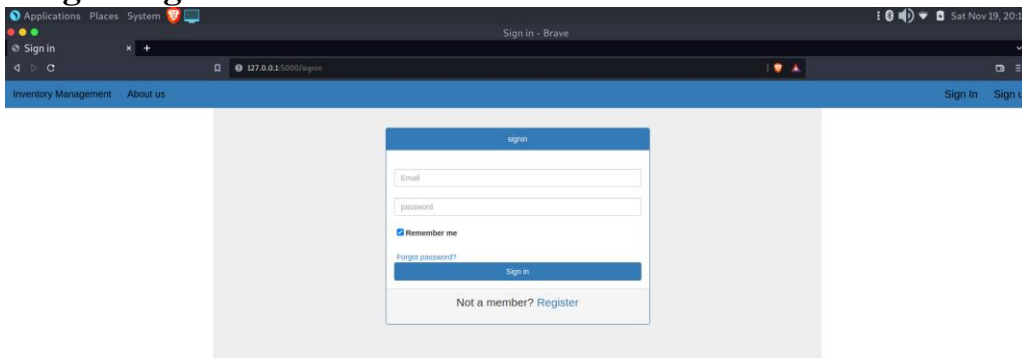 Applications Places System Sat Nov 19, 20:1
Sign in - Brave
Sign in × +
127.0.0.1:5000/signin
Inventory Management About us Sign In Sign u
signin
Email
password
Remember me
Forgot password?
Sign in
Not a member? Register